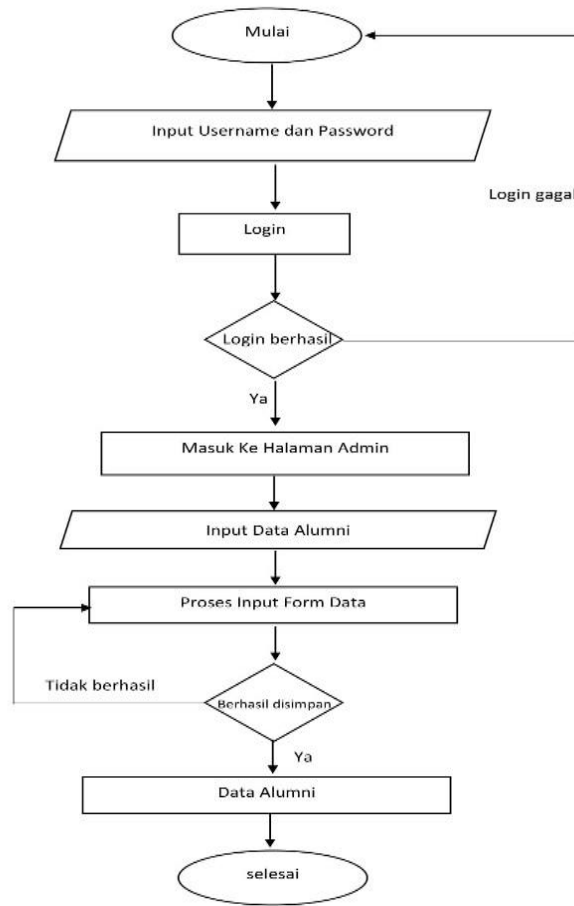 Mulai
Input Username dan Password
Login gagal
Login
Login berhasil
Ya
Masuk Ke Halaman Admin
Input Data Alumni
Proses Input Form Data
Tidak berhasil
Berhasil disimpan
Ya
Data Alumni
selesai